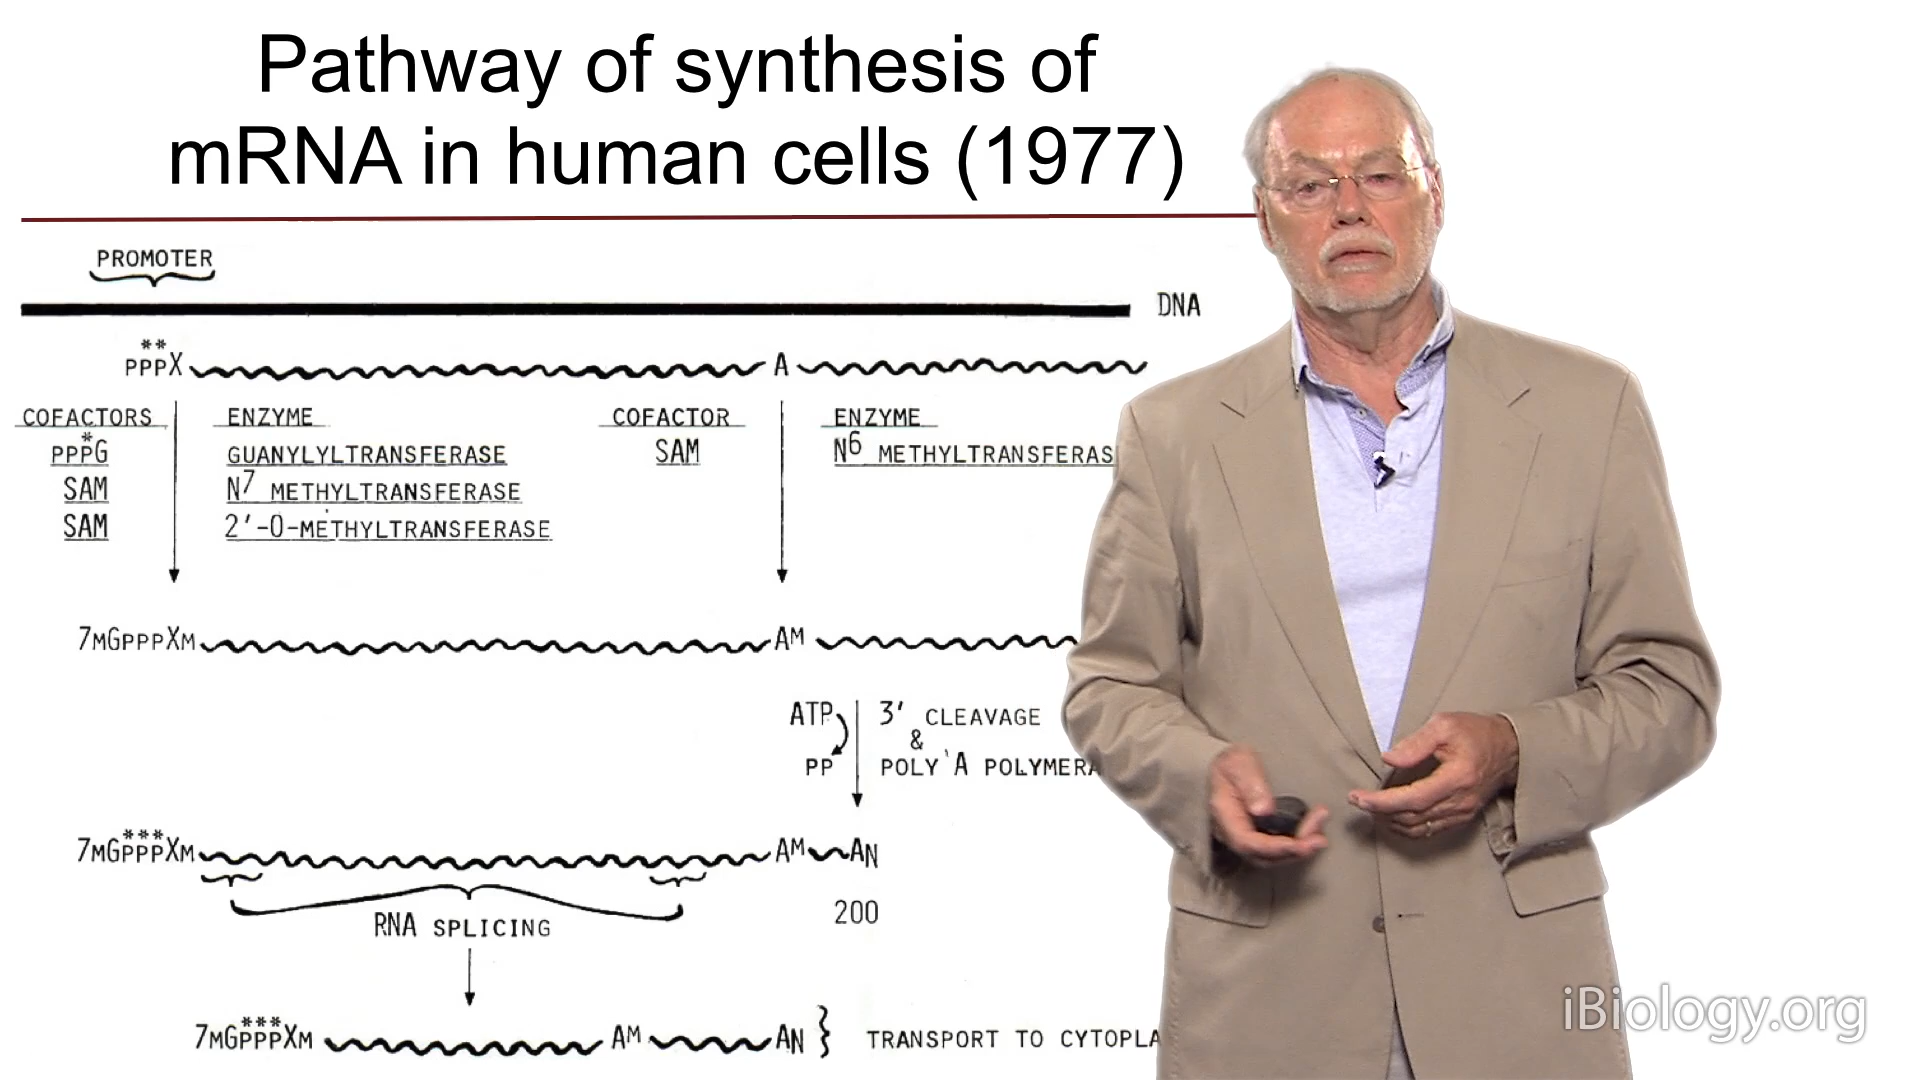 Pathway of synthesis of
mRNA in human cells (1977)
PROMOTER
DNA
**
PPPX A
COFACTORS ENZYME COFACTOR ENZYME
PPP*G GUANYLYLTRANSFERASE SAM N6 METHYLTRANSFERAS
SAM N7 METHYLTRANSFERASE
SAM 2'-O-METHYLTRANSFERASE
7MGPPPXM AM
ATP 3' CLEAVAGE
&
PP POLY A POLYMERA
***
7MGPPPXM AM AN
200
RNA SPLICING
***
7MGPPPXM AM AN } TRANSPORT TO CYTOPLA
iBiology.org